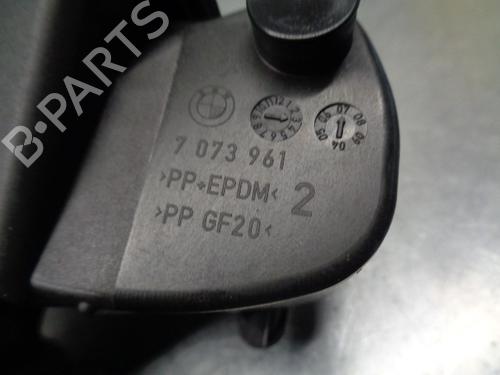 B-PARTS
7 073 961
>PP+EPDM<
2
>PP GF20<